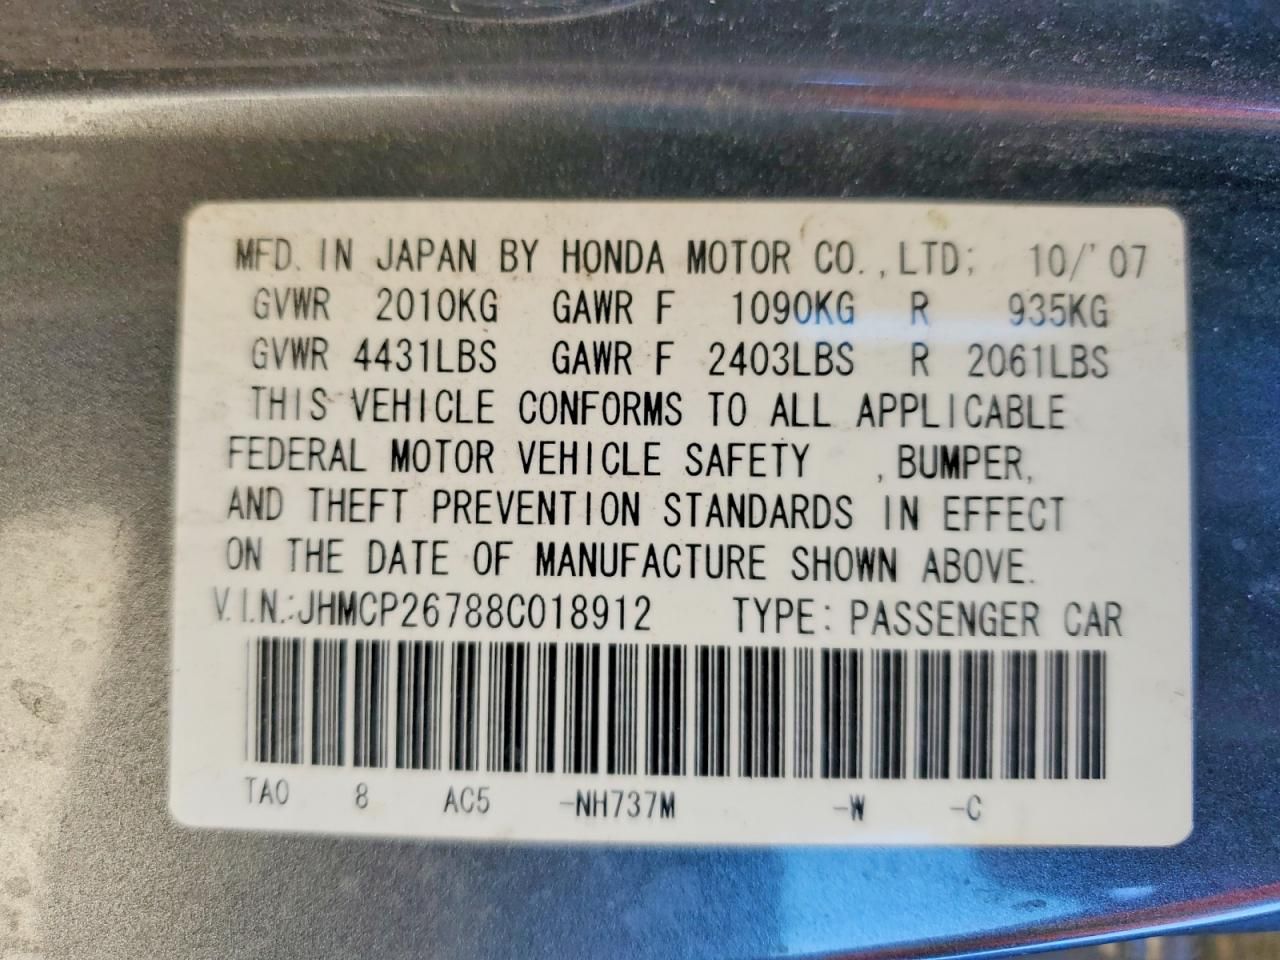 MFD. IN JAPAN BY HONDA MOTOR CO.,LTD; 10/'07
GVWR 2010KG GAWR F 1090KG R 935KG
GVWR 4431LBS GAWR F 2403LBS R 2061LBS
THIS VEHICLE CONFORMS TO ALL APPLICABLE
FEDERAL MOTOR VEHICLE SAFETY ,BUMPER,
AND THEFT PREVENTION STANDARDS IN EFFECT
ON THE DATE OF MANUFACTURE SHOWN ABOVE.
V.I.N.:JHMCP26788C018912 TYPE: PASSENGER CAR
TA0 8 AC5 -NH737M -W -C